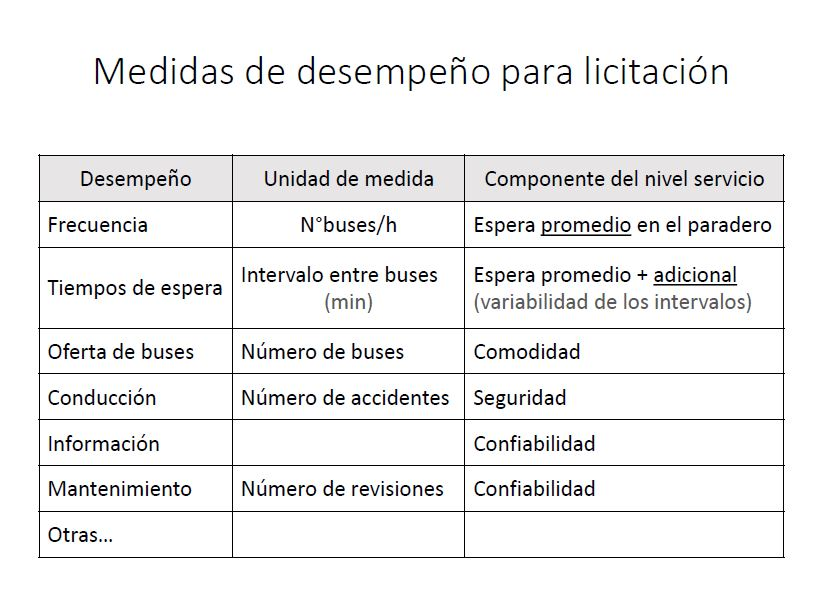 Medidas de desempeño para licitación
Desempeño Unidad de medida Componente del nivel servicio
Frecuencia N°buses/h Espera promedio en el paradero
Tiempos de espera Intervalo entre buses (min) Espera promedio + adicional (variabilidad de los intervalos)
Oferta de buses Número de buses Comodidad
Conducción Número de accidentes Seguridad
Información Confiabilidad
Mantenimiento Número de revisiones Confiabilidad
Otras...